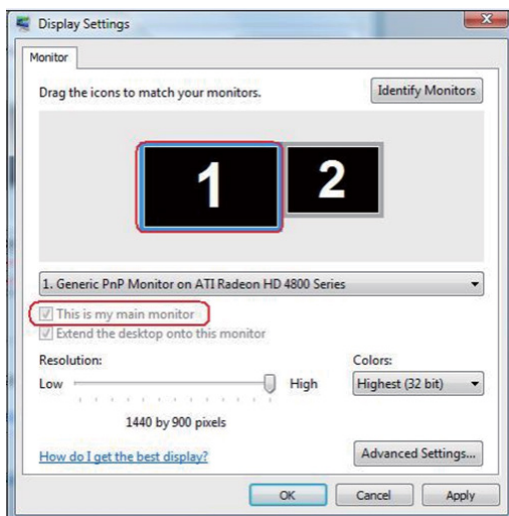 Display Settings
Monitor
Drag the icons to match your monitors.
Identify Monitors
1 2
1. Generic PnP Monitor on ATI Radeon HD 4800 Series
This is my main monitor
Extend the desktop onto this monitor
Resolution:
Colors:
Low High
Highest (32 bit)
1440 by 900 pixels
How do I get the best display?
Advanced Settings...
OK Cancel Apply